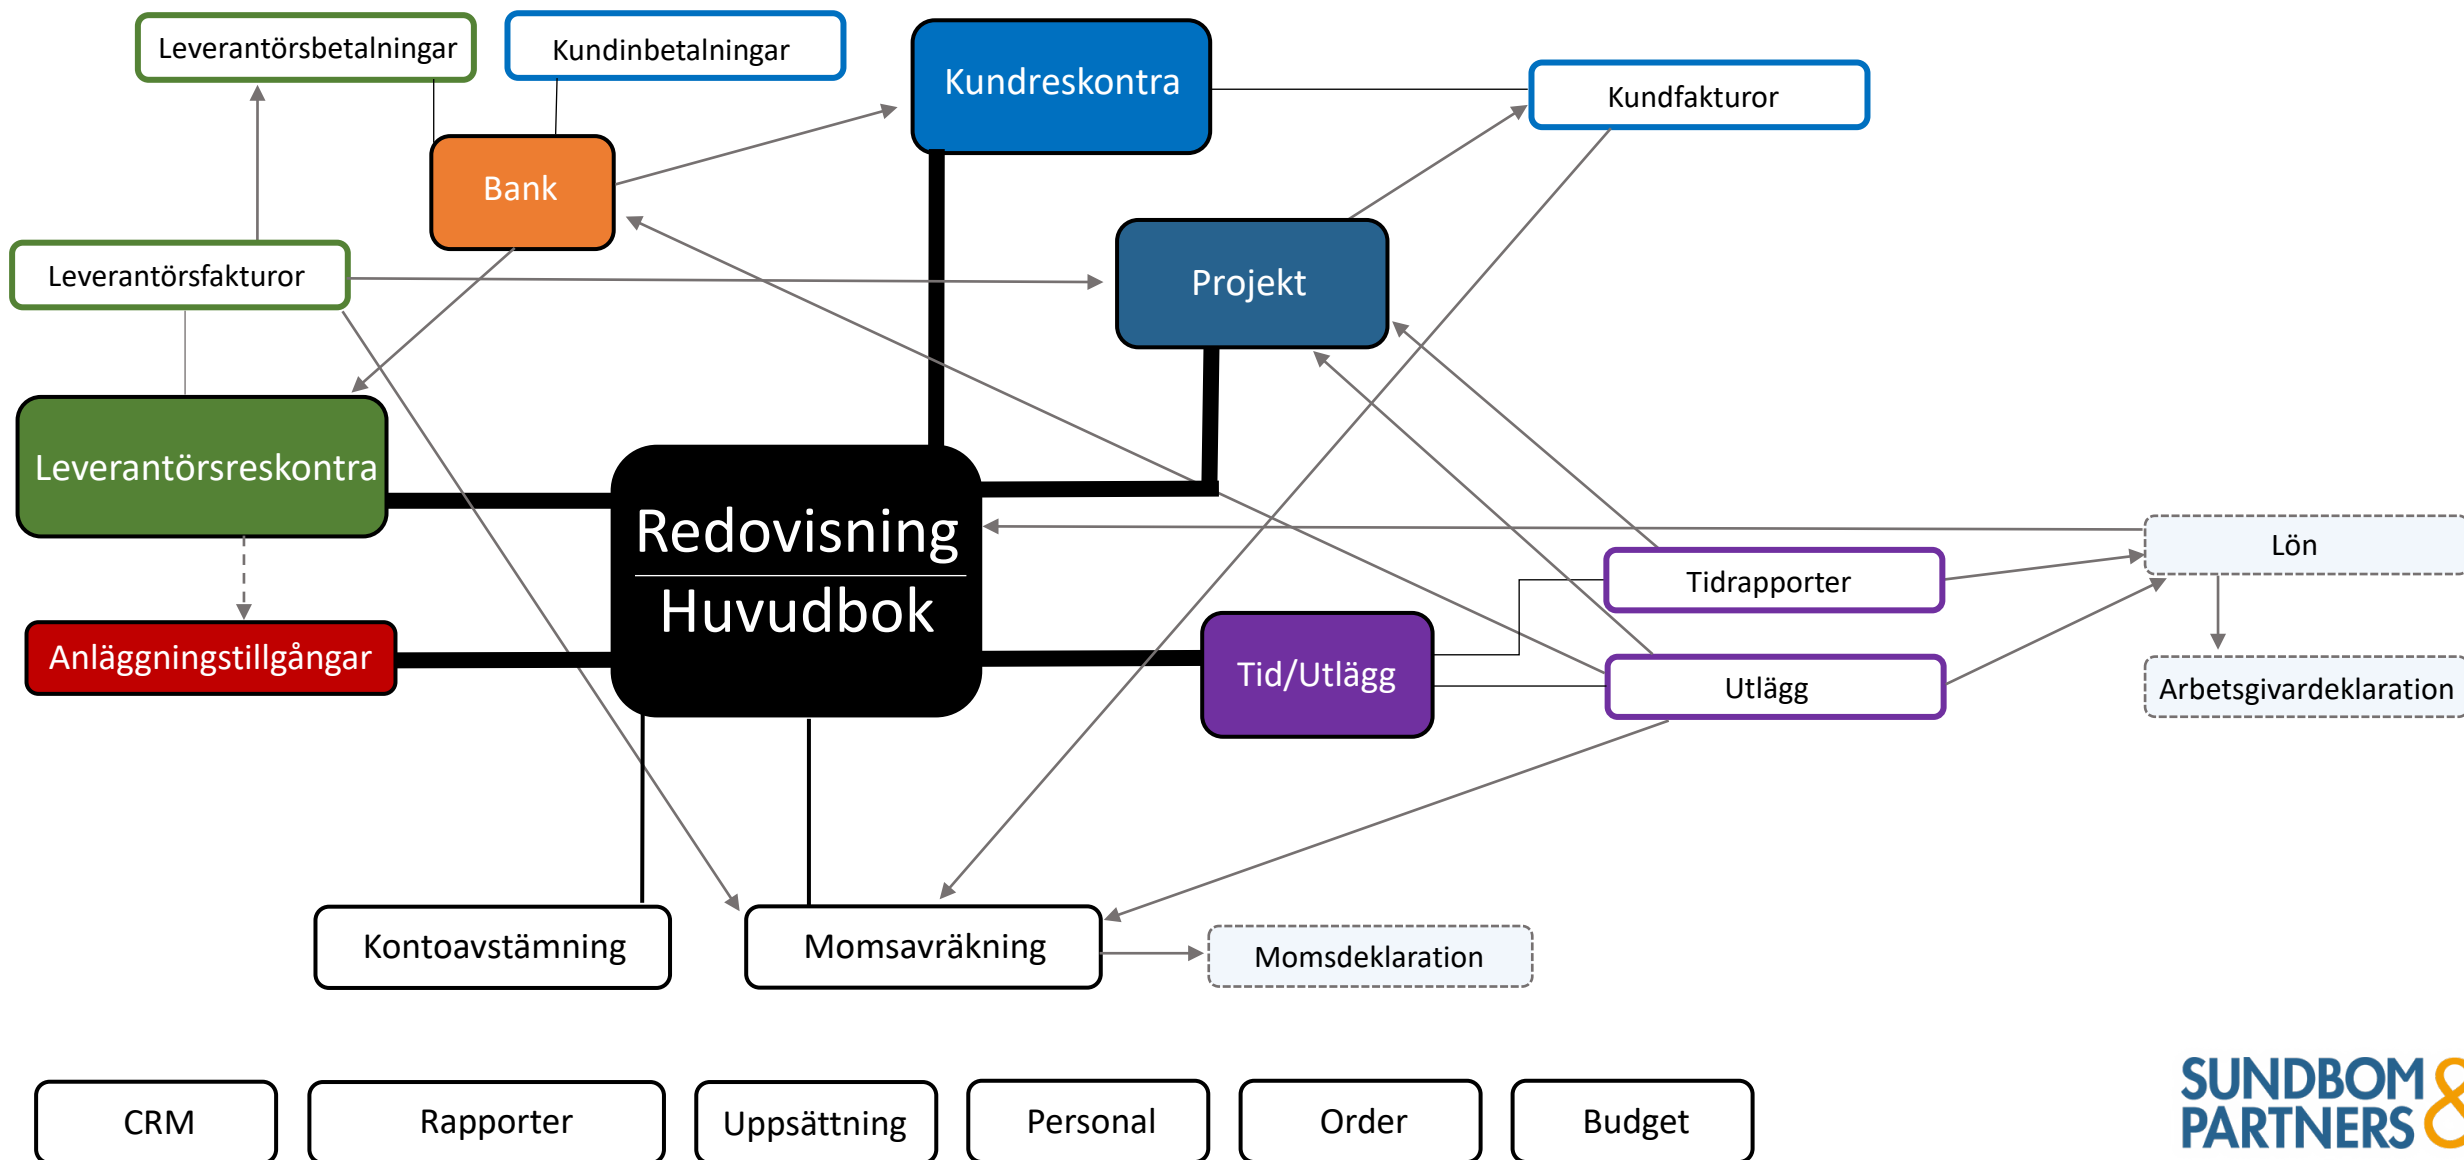 Leverantörsbetalningar
Kundinbetalningar
Kundreskontra
Kundfakturor
Bank
Leverantörsfakturor
Projekt
Leverantörsreskontra
Redovisning
Huvudbok
Lön
Tidrapporter
Anläggningstillgångar
Tid/Utlägg
Utlägg
Arbetsgivardeklaration
Kontoavstämning
Momsavräkning
Momsdeklaration
CRM
Rapporter
Uppsättning
Personal
Order
Budget
SUNDBOM &
PARTNERS